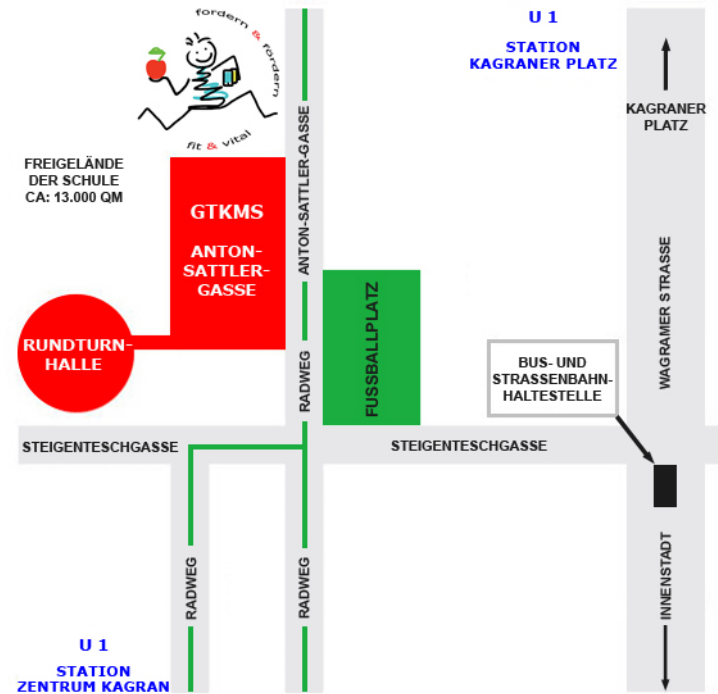 fordern & fördern
fit & vital
U 1
STATION
KAGRANER PLATZ
KAGRANER
PLATZ
FREIGELÄNDE
DER SCHULE
CA: 13.000 QM
GTKMS
ANTON-
SATTLER-
GASSE
ANTON-SATTLER-GASSE
WAGRAMER STRASSE
RUNDTURN-
HALLE
RADWEG
FUSSBALLPLATZ
BUS- UND
STRASSENBAHN-
HALTESTELLE
STEIGENTESCHGASSE
STEIGENTESCHGASSE
RADWEG
RADWEG
INNENSTADT
U 1
STATION
ZENTRUM KAGRAN